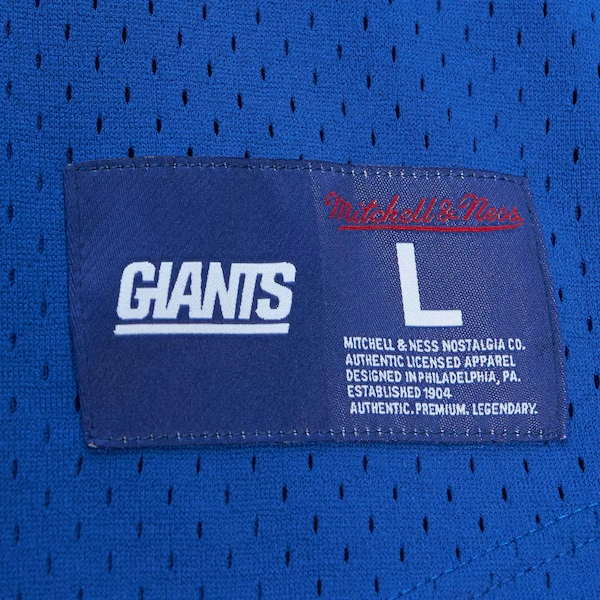 GIANTS
Mitchell & Ness
L
MITCHELL & NESS NOSTALGIA CO.
AUTHENTIC LICENSED APPAREL
DESIGNED IN PHILADELPHIA, PA.
ESTABLISHED 1904
AUTHENTIC. PREMIUM. LEGENDARY.